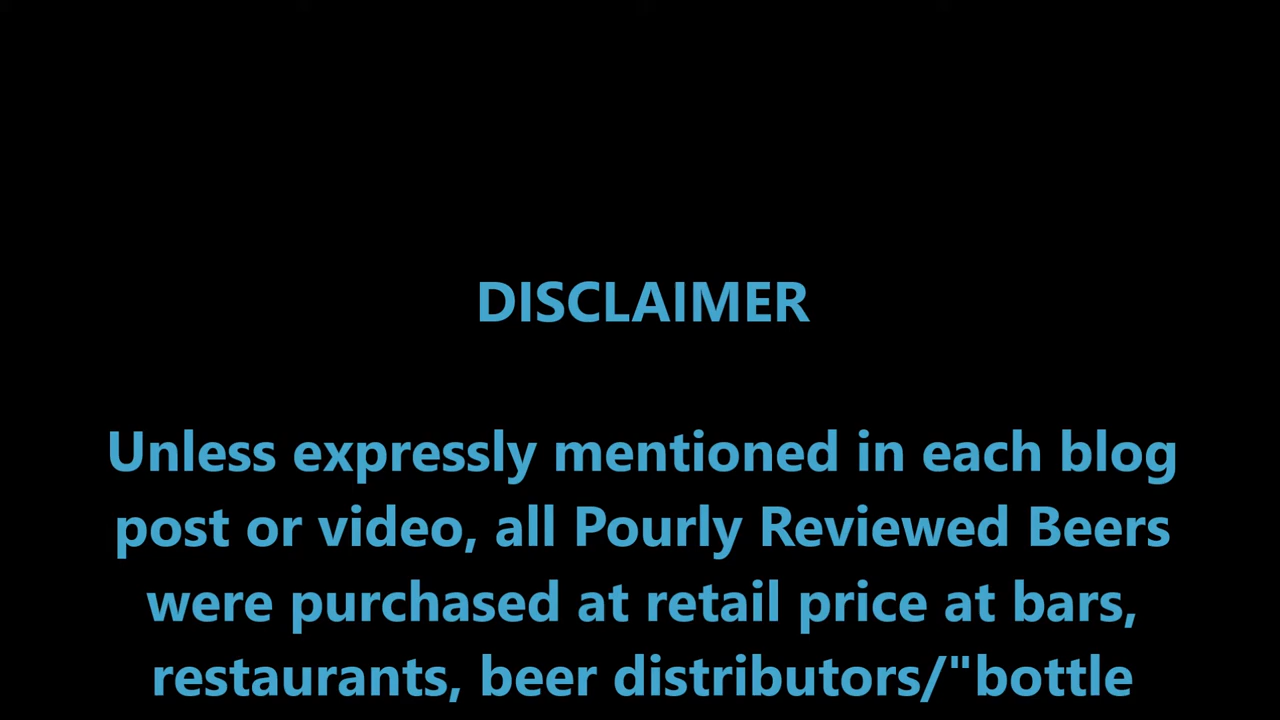 DISCLAIMER
Unless expressly mentioned in each blog
post or video, all Pourly Reviewed Beers
were purchased at retail price at bars,
restaurants, beer distributors/"bottle